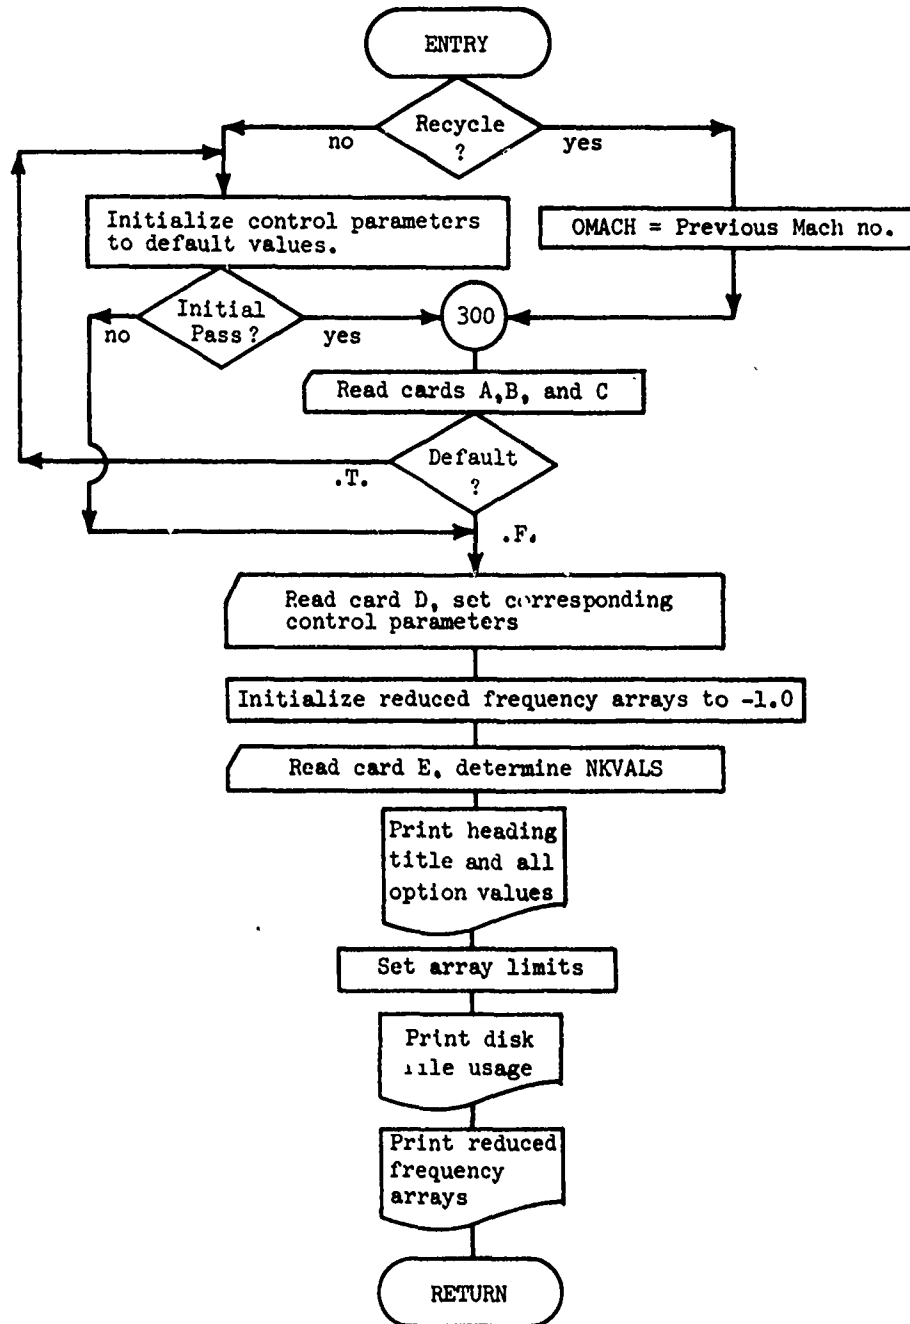 ENTRY
Recycle
?
no
yes
Initialize control parameters
to default values.
OMACH = Previous Mach no.
Initial
Pass?
no
yes
300
Read cards A,B, and C
Default
?
.T.
.F.
Read card D, set corresponding
control parameters
Initialize reduced frequency arrays to -1.0
Read card E, determine NKVALS
Print heading
title and all
option values
Set array limits
Print disk
file usage
Print reduced
frequency
arrays
RETURN